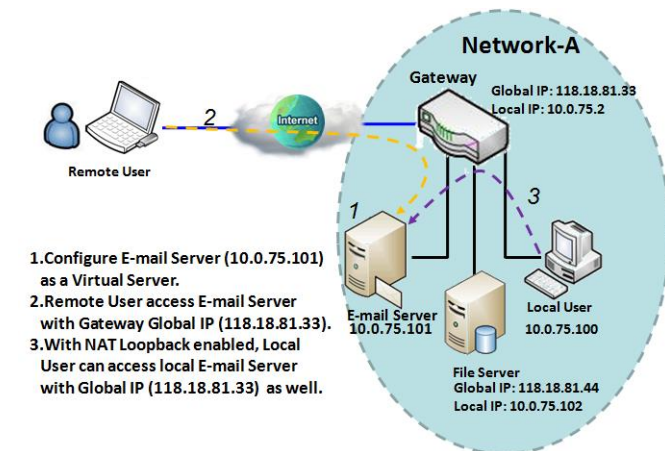 Network-A
Gateway
Global IP: 118.18.81.33
Local IP: 10.0.75.2
2
Internet
Remote User
1
3
1.Configure E-mail Server (10.0.75.101)
as a Virtual Server.
2.Remote User access E-mail Server
with Gateway Global IP (118.18.81.33).
3.With NAT Loopback enabled, Local
User can access local E-mail Server
with Global IP (118.18.81.33) as well.
E-mail Server
10.0.75.101
Local User
10.0.75.100
File Server
Global IP: 118.18.81.44
Local IP: 10.0.75.102